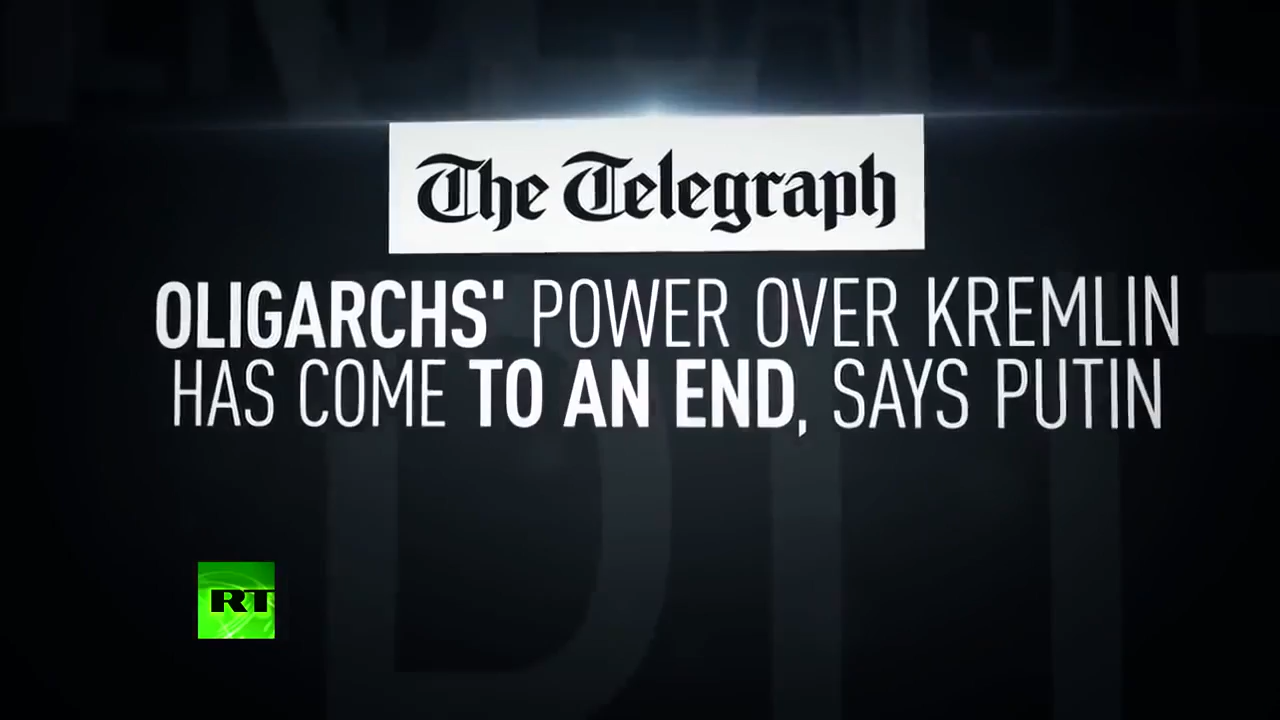 The Telegraph
OLIGARCHS' POWER OVER KREMLIN
HAS COME TO AN END, SAYS PUTIN
RT